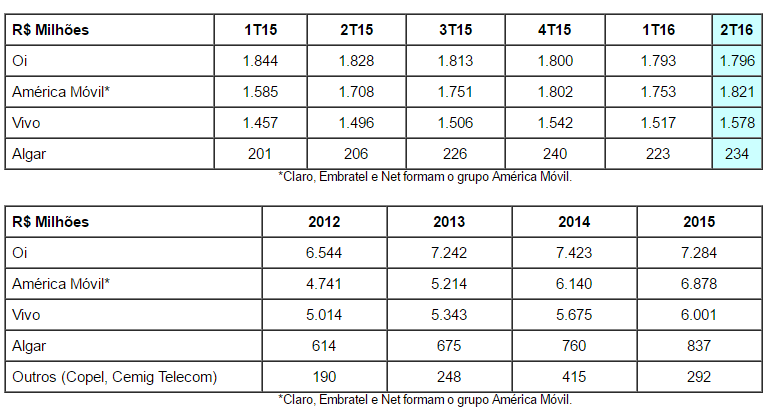 R$ Milhões 1T15 2T15 3T15 4T15 1T16 2T16
Oi 1.844 1.828 1.813 1.800 1.793 1.796
América Móvil* 1.585 1.708 1.751 1.802 1.753 1.821
Vivo 1.457 1.496 1.506 1.542 1.517 1.578
Algar 201 206 226 240 223 234
*Claro, Embratel e Net formam o grupo América Móvil.
R$ Milhões 2012 2013 2014 2015
Oi 6.544 7.242 7.423 7.284
América Móvil* 4.741 5.214 6.140 6.878
Vivo 5.014 5.343 5.675 6.001
Algar 614 675 760 837
Outros (Copel, Cemig Telecom) 190 248 415 292
*Claro, Embratel e Net formam o grupo América Móvil.